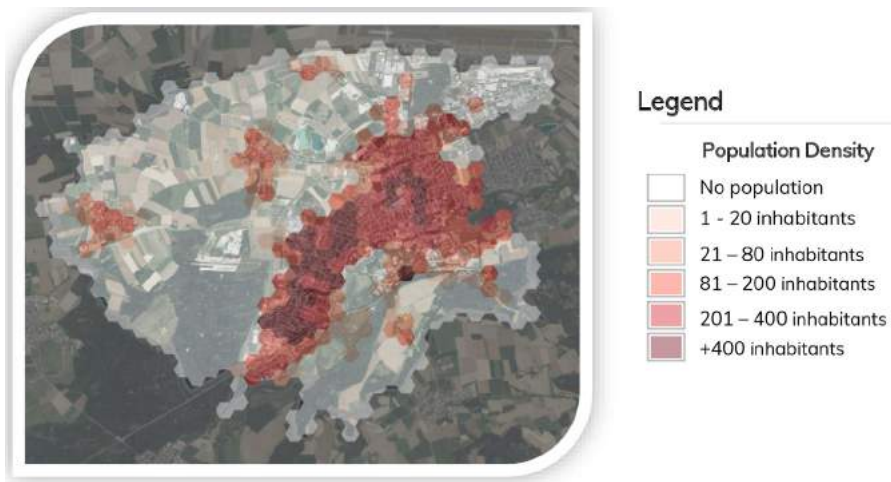 Legend
Population Density
No population
1 - 20 inhabitants
21 – 80 inhabitants
81 – 200 inhabitants
201 – 400 inhabitants
+400 inhabitants